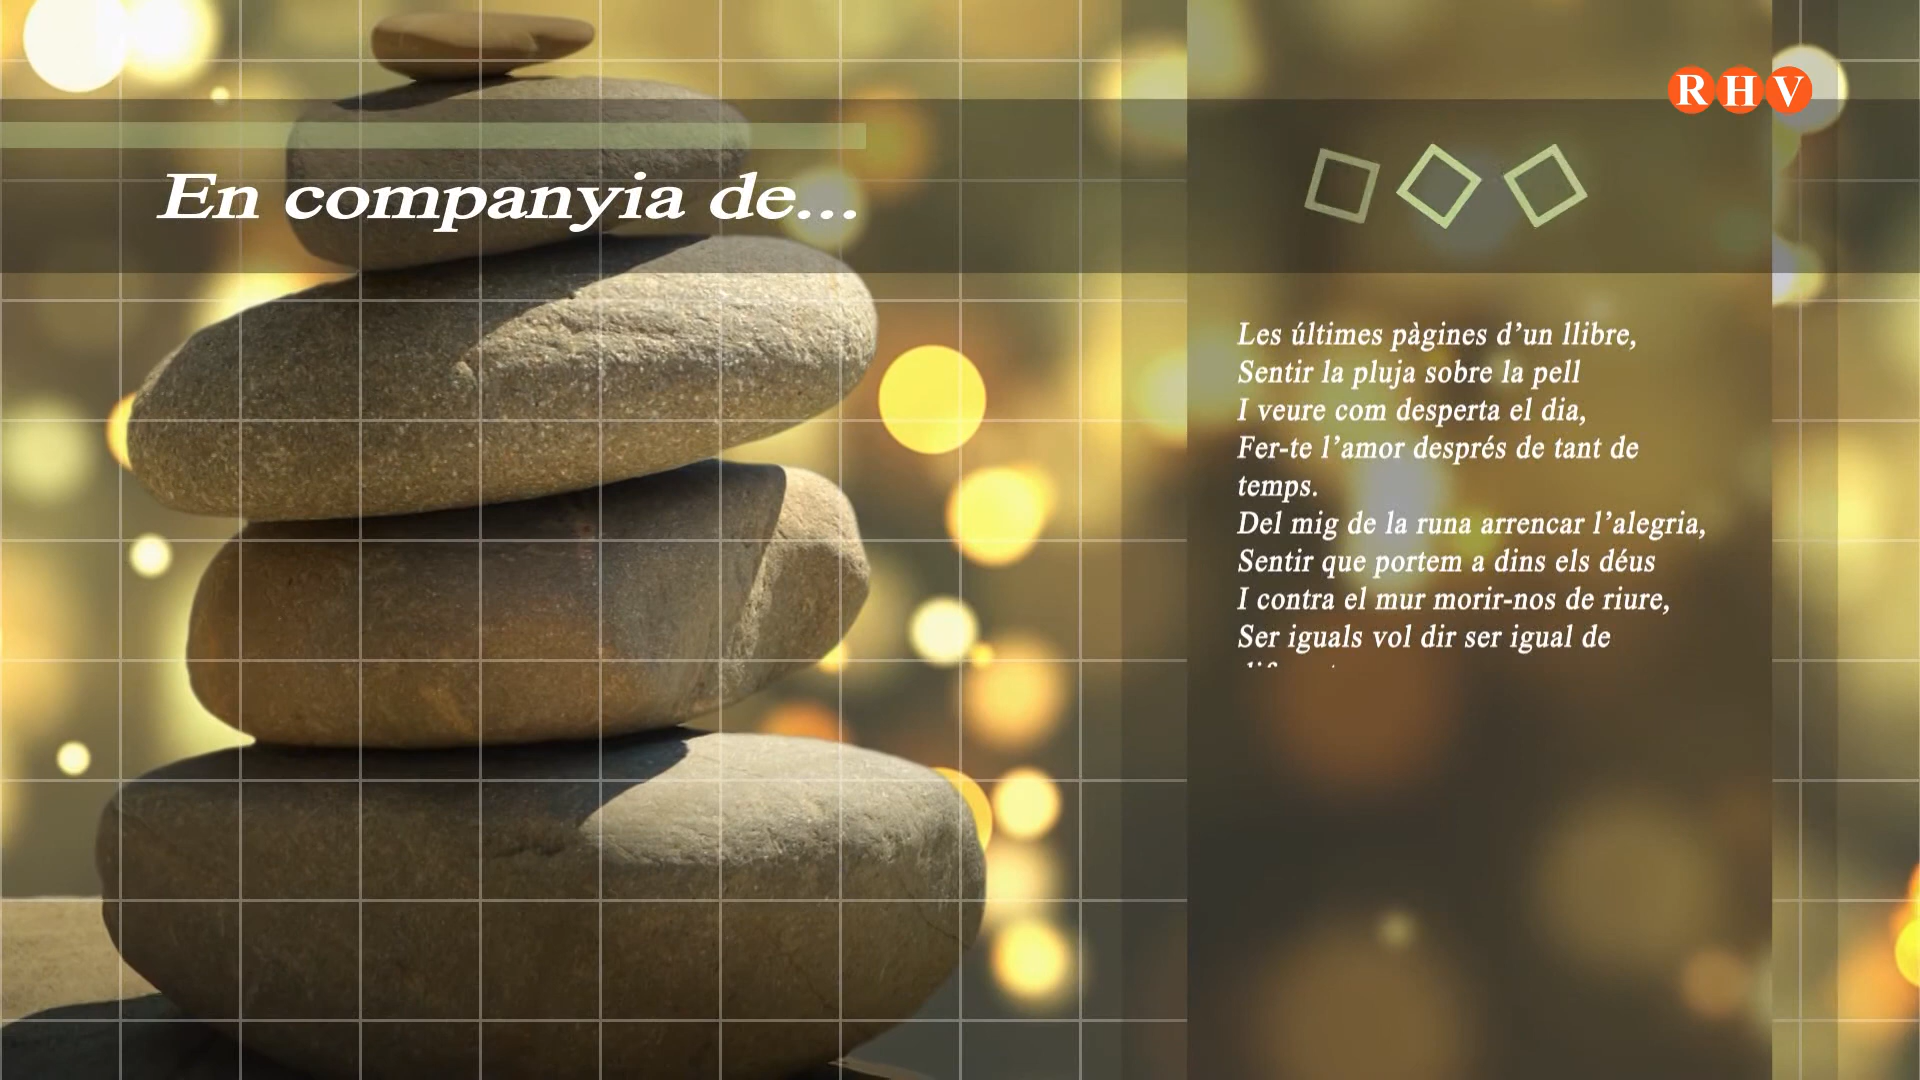 R H V
En companyia de...
Les últimes pàgines d’un llibre,
Sentir la pluja sobre la pell
I veure com desperta el dia,
Fer-te l’amor després de tant de
temps.
Del mig de la runa arrencar l’alegria,
Sentir que portem a dins els déus
I contra el mur morir-nos de riure,
Ser iguals vol dir ser igual de